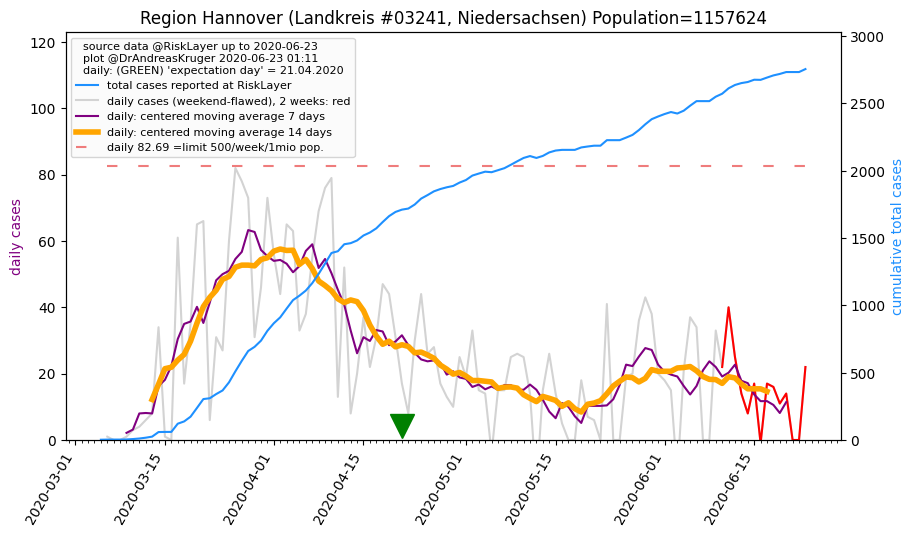 Region Hannover (Landkreis #03241, Niedersachsen) Population=1157624
source data @RiskLayer up to 2020-06-23
plot @DrAndreasKruger 2020-06-23 01:11
daily: (GREEN) 'expectation day' = 21.04.2020
total cases reported at RiskLayer
daily cases (weekend-flawed), 2 weeks: red
daily: centered moving average 7 days
daily: centered moving average 14 days
daily 82.69 =limit 500/week/1mio pop.
daily cases
120
100
80
60
40
20
0
cumulative total cases
3000
2500
2000
1500
1000
500
0
2020-03-01
2020-03-15
2020-04-01
2020-04-15
2020-05-01
2020-05-15
2020-06-01
2020-06-15